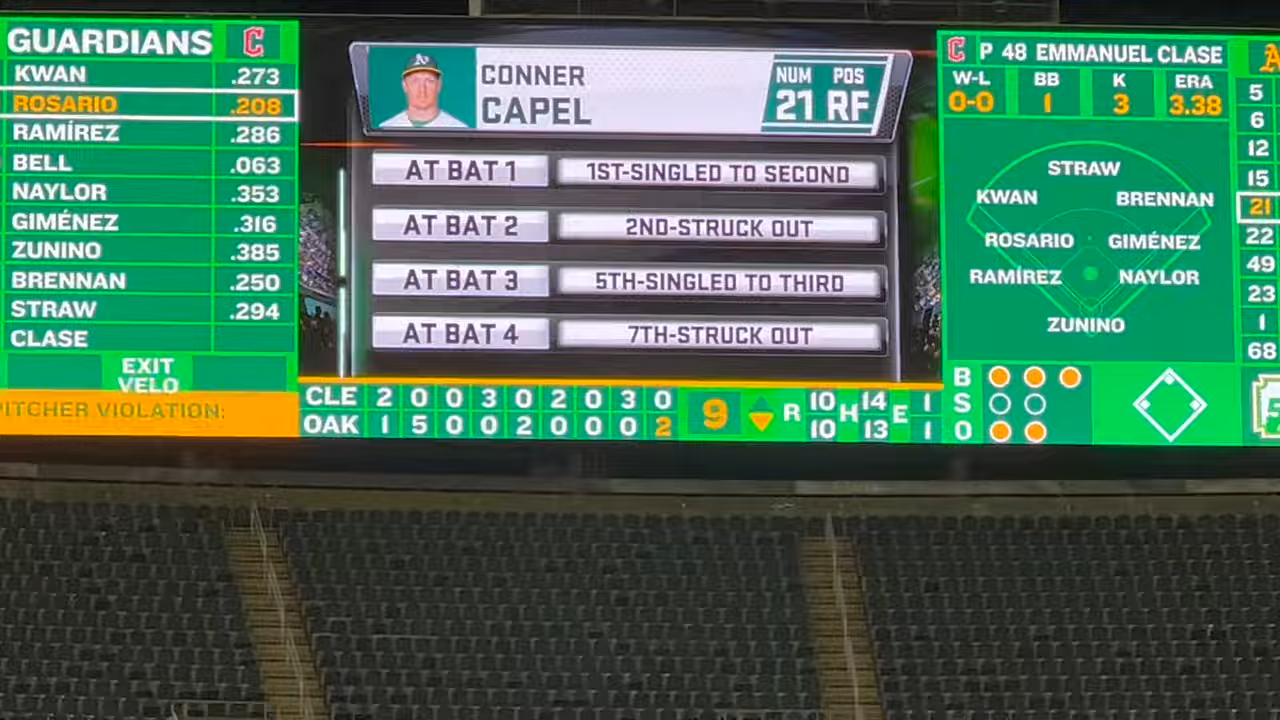 GUARDIANS C
KWAN .273
ROSARIO .208
RAMÍREZ .286
BELL .063
NAYLOR .353
GIMÉNEZ .316
ZUNINO .385
BRENNAN .250
STRAW .294
CLASE
EXIT
VELO
PITCHER VIOLATION:
CONNER
CAPEL
NUM POS
21 RF
AT BAT 1 1ST-SINGLED TO SECOND
AT BAT 2 2ND-STRUCK OUT
AT BAT 3 5TH-SINGLED TO THIRD
AT BAT 4 7TH-STRUCK OUT
CLE 2 0 0 3 0 2 0 3 0 9 R 10 H 14 E 1
OAK 1 5 0 0 2 0 0 0 2 10 13 1
C P 48 EMMANUEL CLASE
W-L BB K ERA
0-0 1 3 3.38
STRAW
KWAN BRENNAN
ROSARIO GIMÉNEZ
RAMÍREZ NAYLOR
ZUNINO
B
S
O
A
5
6
12
15
21
22
49
23
1
68